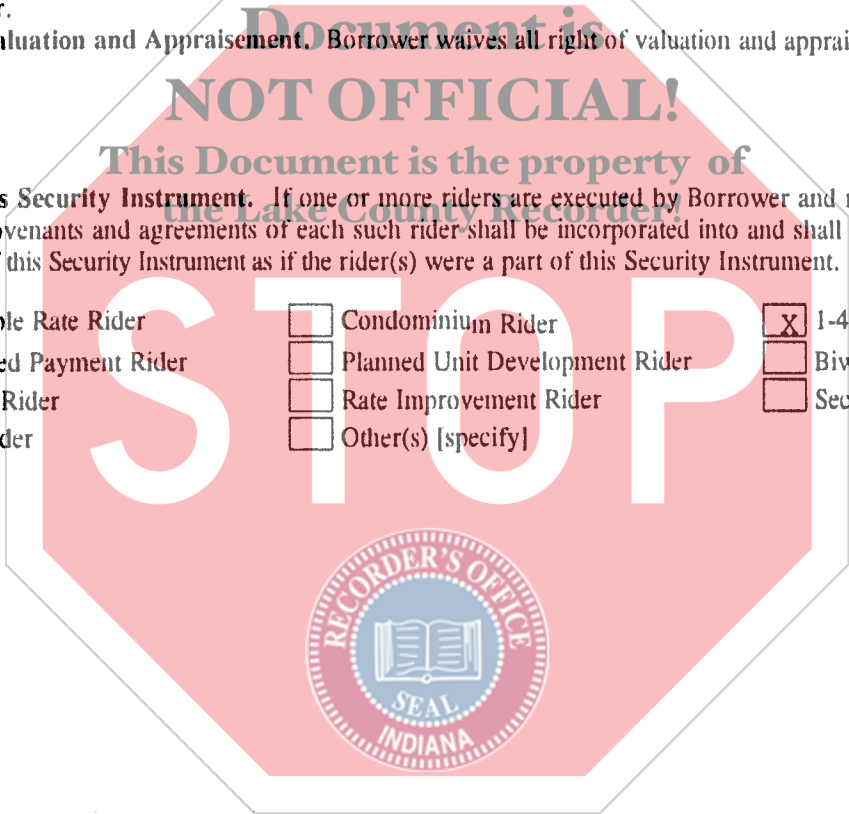 r.
aluation and Appraisement. Borrower waives all right of valuation and apprai
Document is
NOT OFFICIAL!
This Document is the property of
the Lake County Recorder!
s Security Instrument. If one or more riders are executed by Borrower and
venants and agreements of each such rider shall be incorporated into and shall
this Security Instrument as if the rider(s) were a part of this Security Instrument.
le Rate Rider Condominium Rider X 1-4
ed Payment Rider Planned Unit Development Rider Biw
Rider Rate Improvement Rider Sec
der Other(s) [specify]
STOP
RECORDER'S OFFICE
SEAL
INDIANA